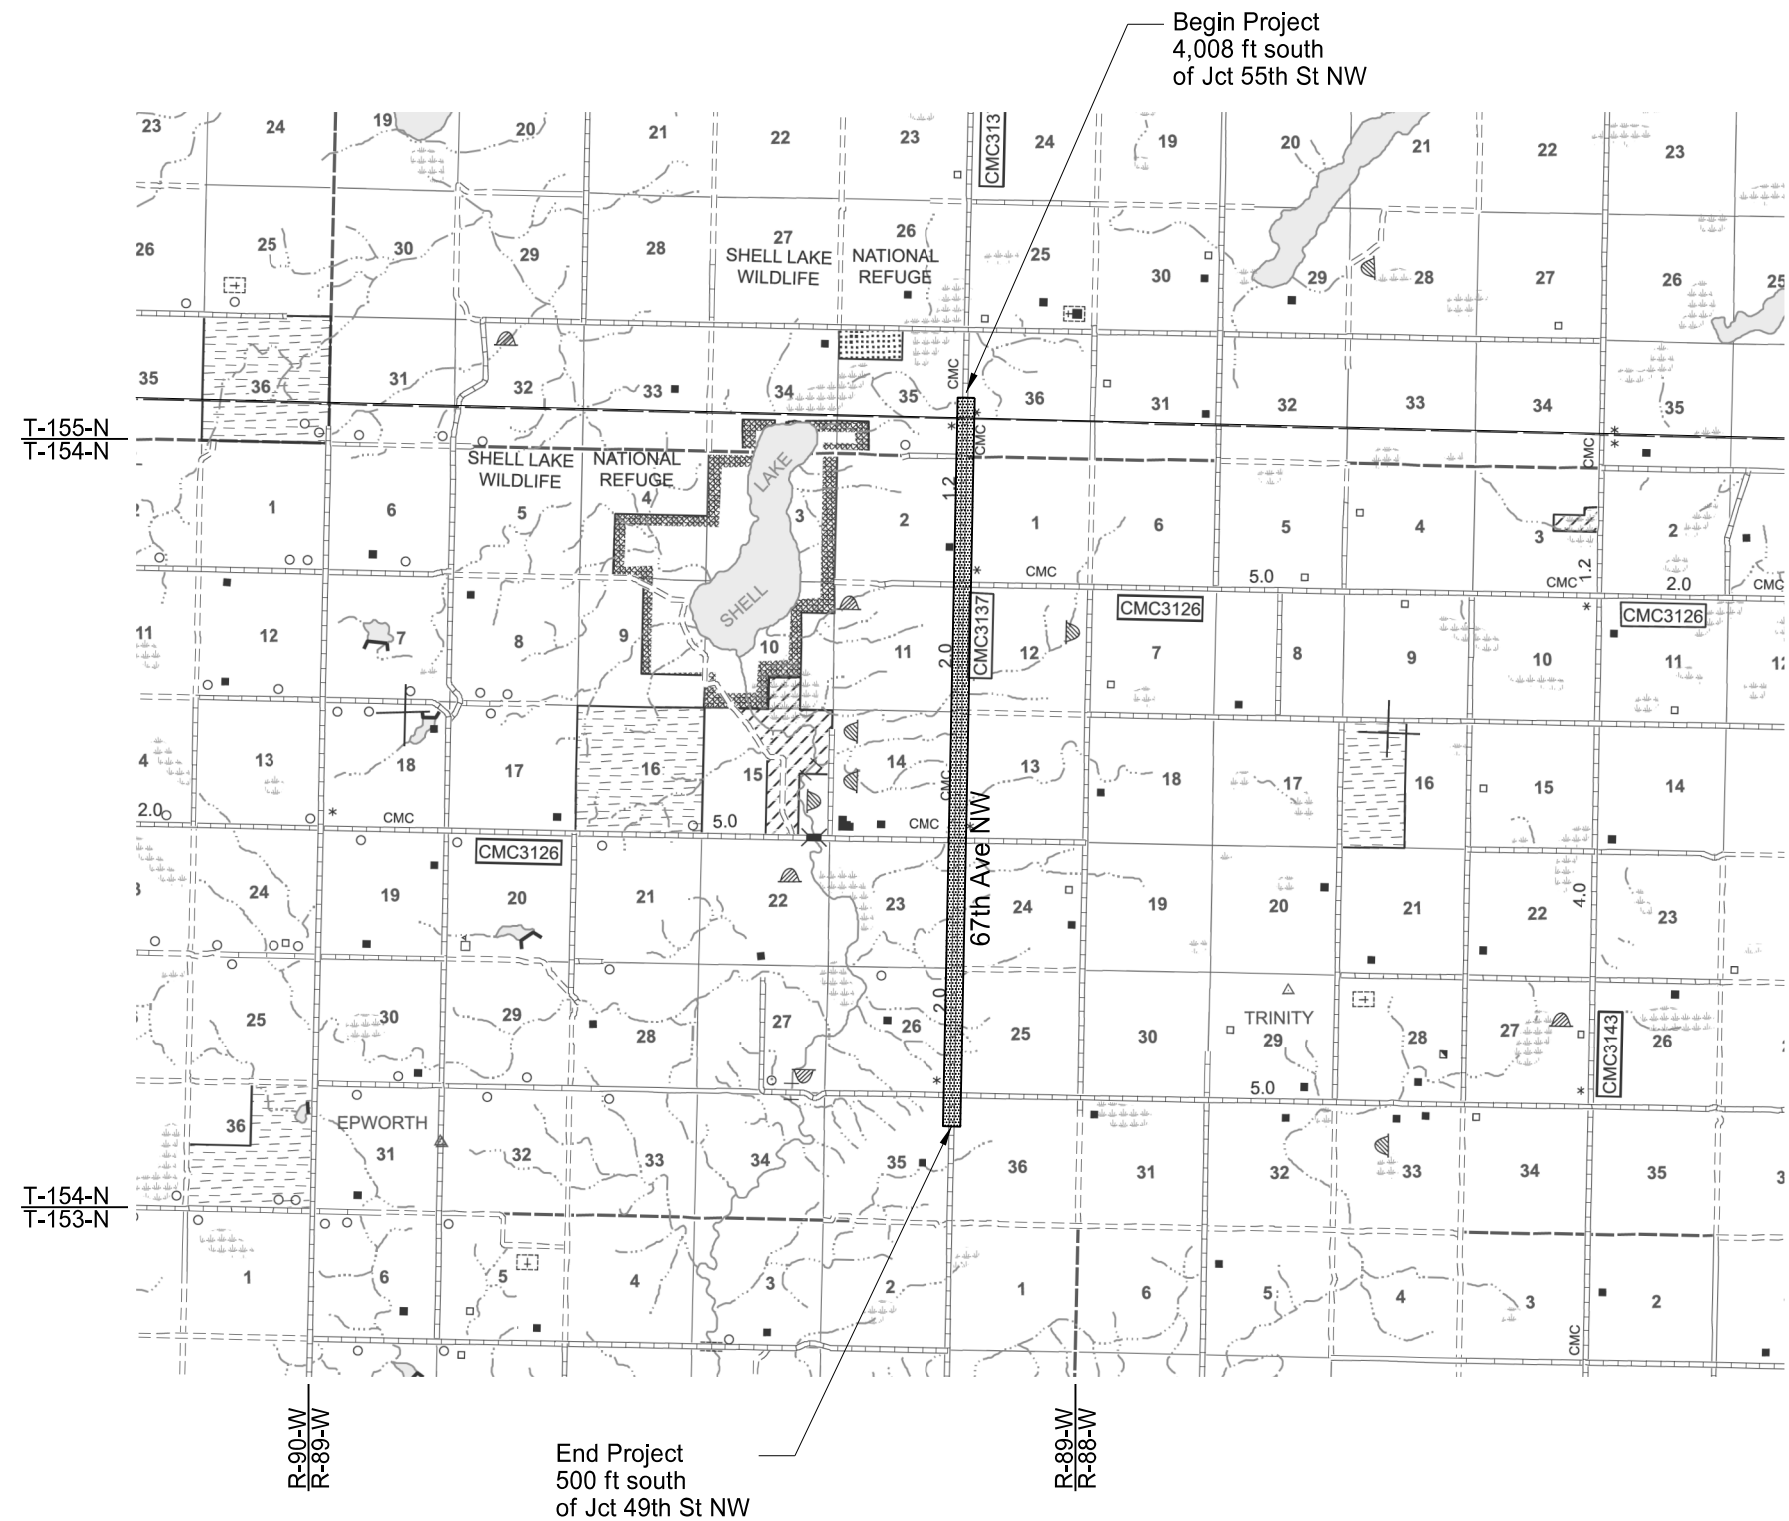 Begin Project
4,008 ft south
of Jct 55th St NW
23 24 19 20 21 22 23 CMC313 24 19 20 21 22 23
26 25 30 29 28 27 26 25 30 29 28 27 26 25
SHELL LAKE NATIONAL
WILDLIFE REFUGE
35 36 31 32 33 34 35 CMC 36 31 32 33 34 35
T-155-N
T-154-N
CMC CMC
SHELL LAKE NATIONAL
WILDLIFE REFUGE
LAKE
1 6 5 4 3 2 1.2 1 6 5 4 3 2
CMC 5.0 CMC 1.2 2.0 CMC
SHELL
CMC3137 CMC3126 CMC3126
11 12 7 8 9 10 11 2.0 12 7 8 9 10 11
4 13 18 17 16 15 14 CMC 13 18 17 16 15 14
2.0 CMC 5.0 CMC
67th Ave NW
CMC3126
24 19 20 21 22 23 24 19 20 21 22 4.0 23
2.0
25 30 29 28 27 26 25 30 29 28 27 26
TRINITY
CMC3143
5.0
EPWORTH
36 31 32 33 34 35 36 31 32 33 34 35
T-154-N
T-153-N
1 6 5 4 3 2 1 6 5 4 3 2
CMC
R-90-W
R-89-W
R-89-W
R-88-W
End Project
500 ft south
of Jct 49th St NW